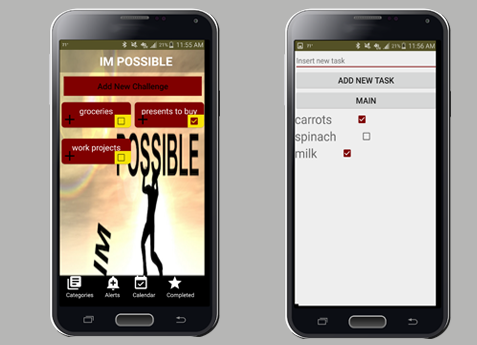 21% 11:55 AM
IM POSSIBLE
Add New Challenge
groceries
presents to buy
work projects
POSSIBLE
IM
Categories Alerts Calendar Completed
21% 11:56 AM
Insert new task
ADD NEW TASK
MAIN
carrots
spinach
milk